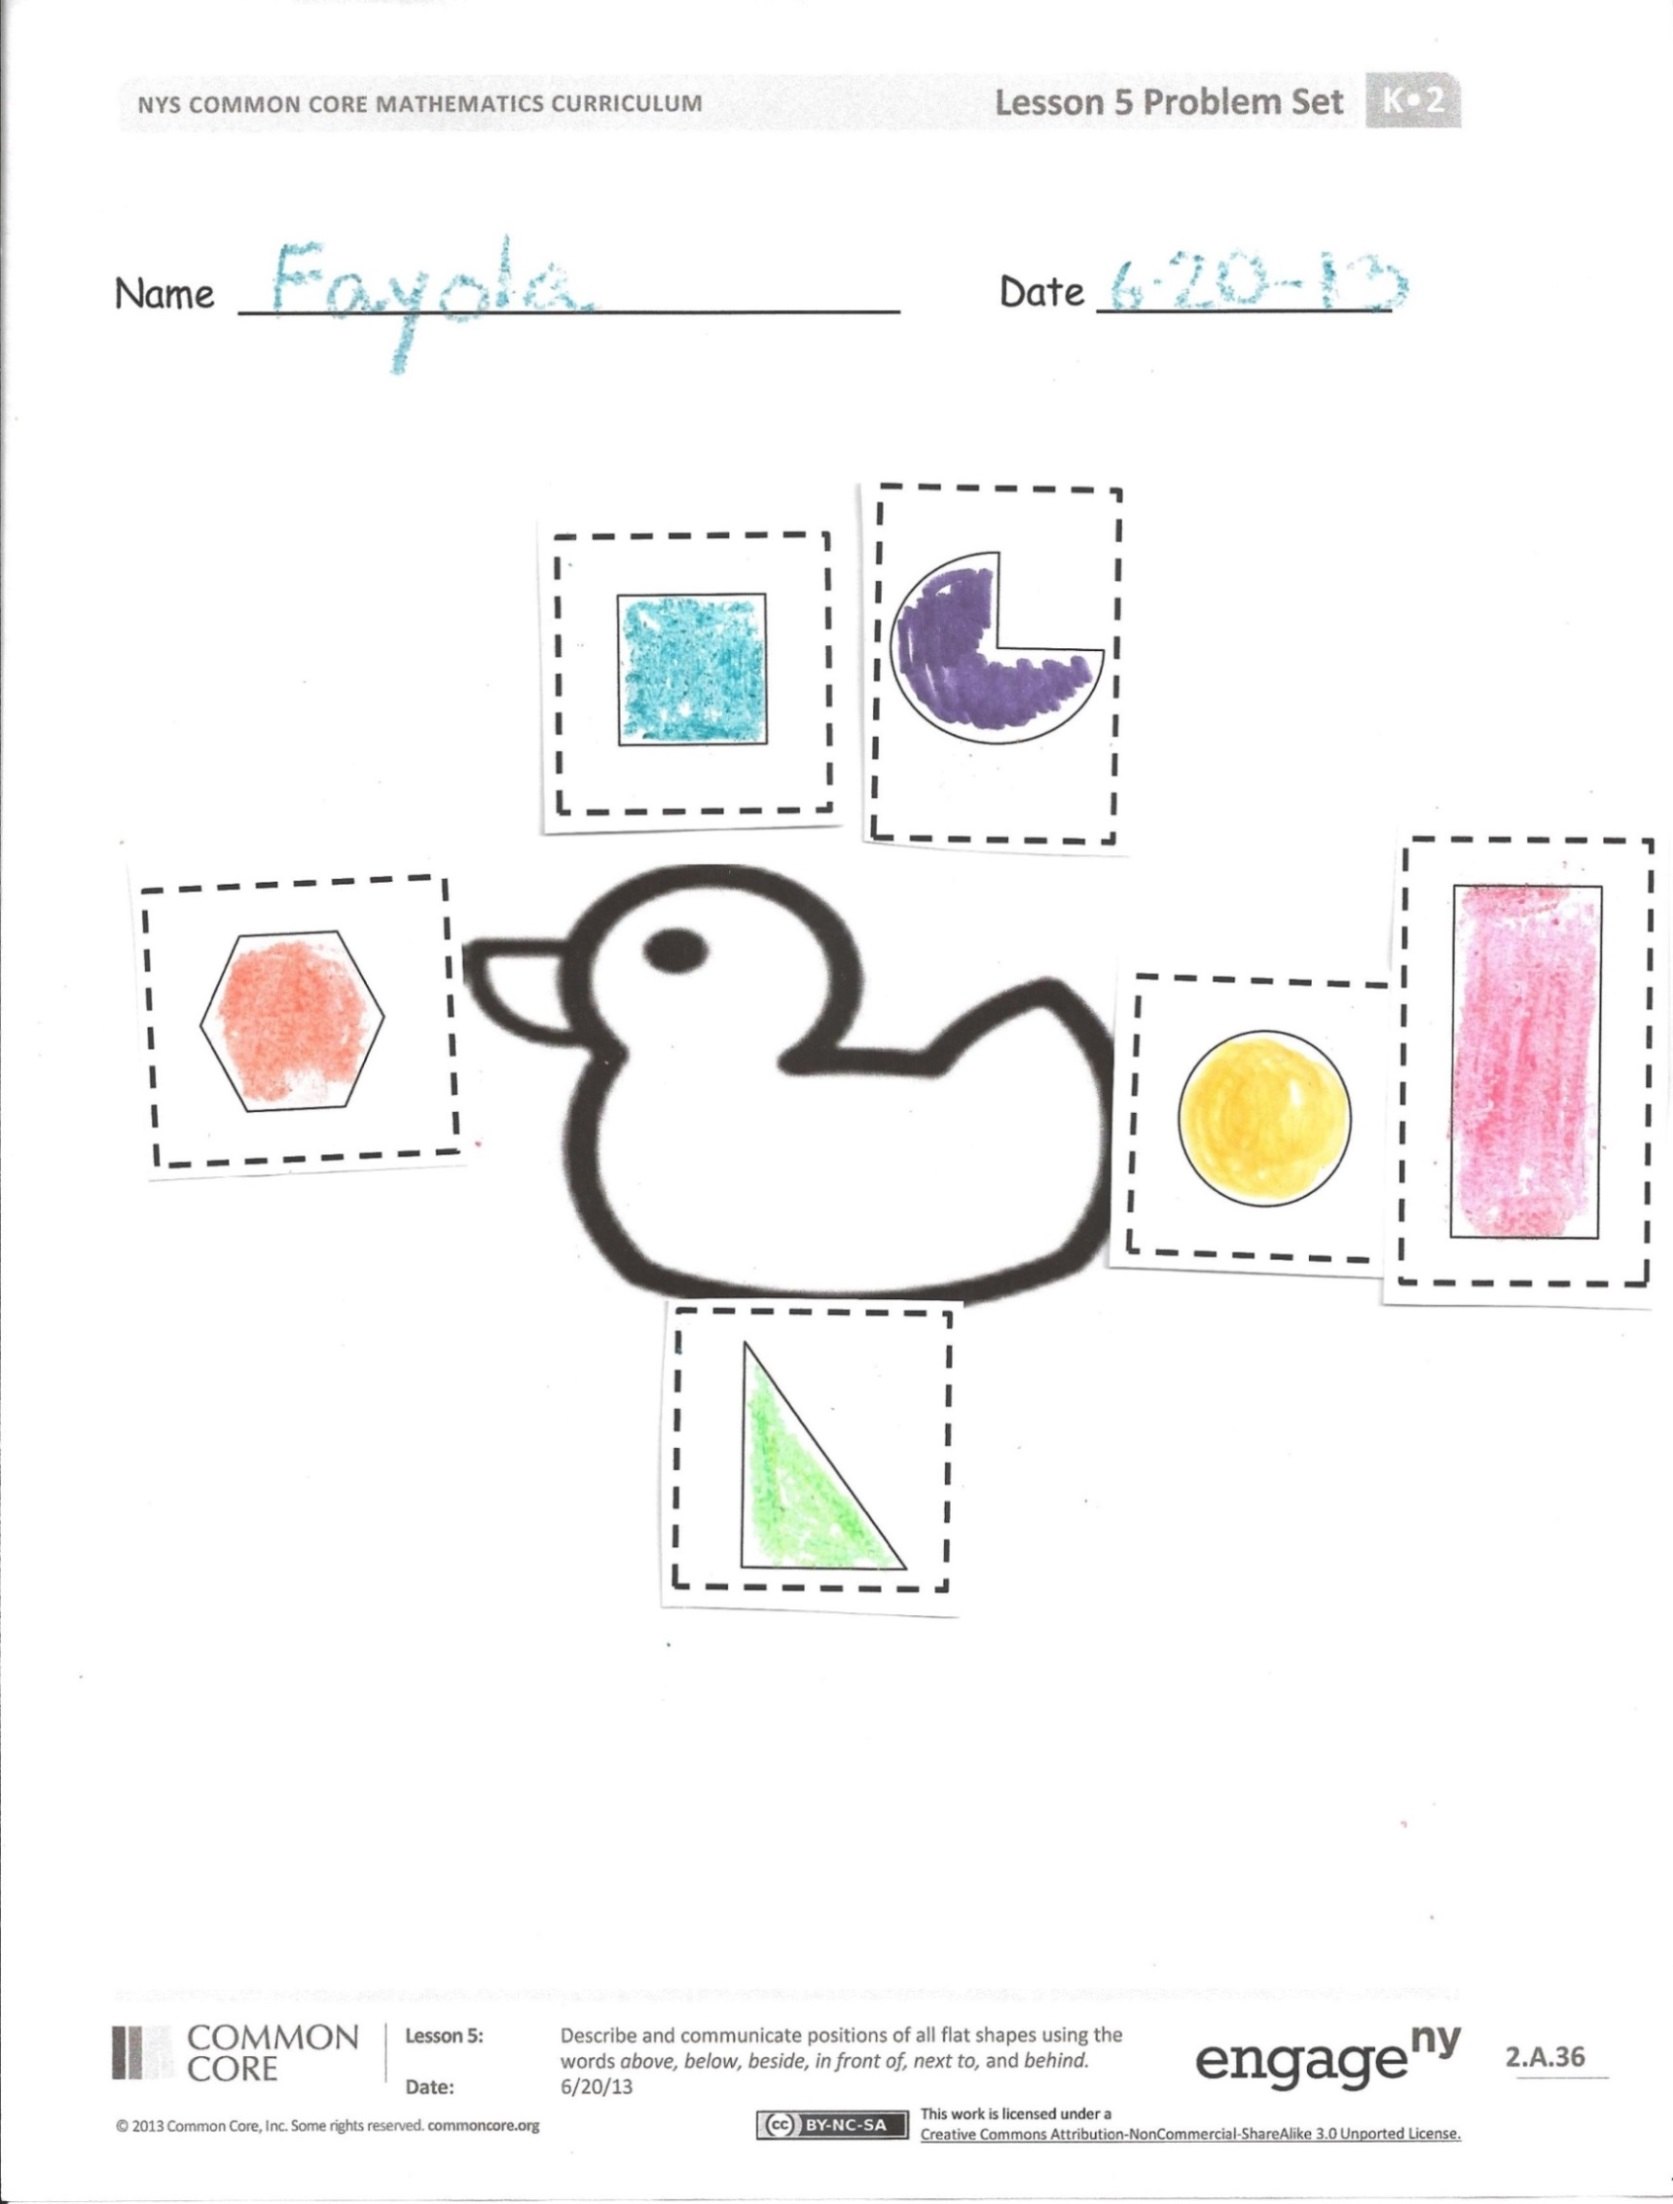 NYS COMMON CORE MATHEMATICS CURRICULUM
Lesson 5 Problem Set K•2
Name Fayola Date 6-20-13
COMMON CORE
Lesson 5: Describe and communicate positions of all flat shapes using the
words above, below, beside, in front of, next to, and behind.
Date: 6/20/13
engage ny 2.A.36
© 2013 Common Core, Inc. Some rights reserved. commoncore.org
cc BY-NC-SA
This work is licensed under a
Creative Commons Attribution-NonCommercial-ShareAlike 3.0 Unported License.